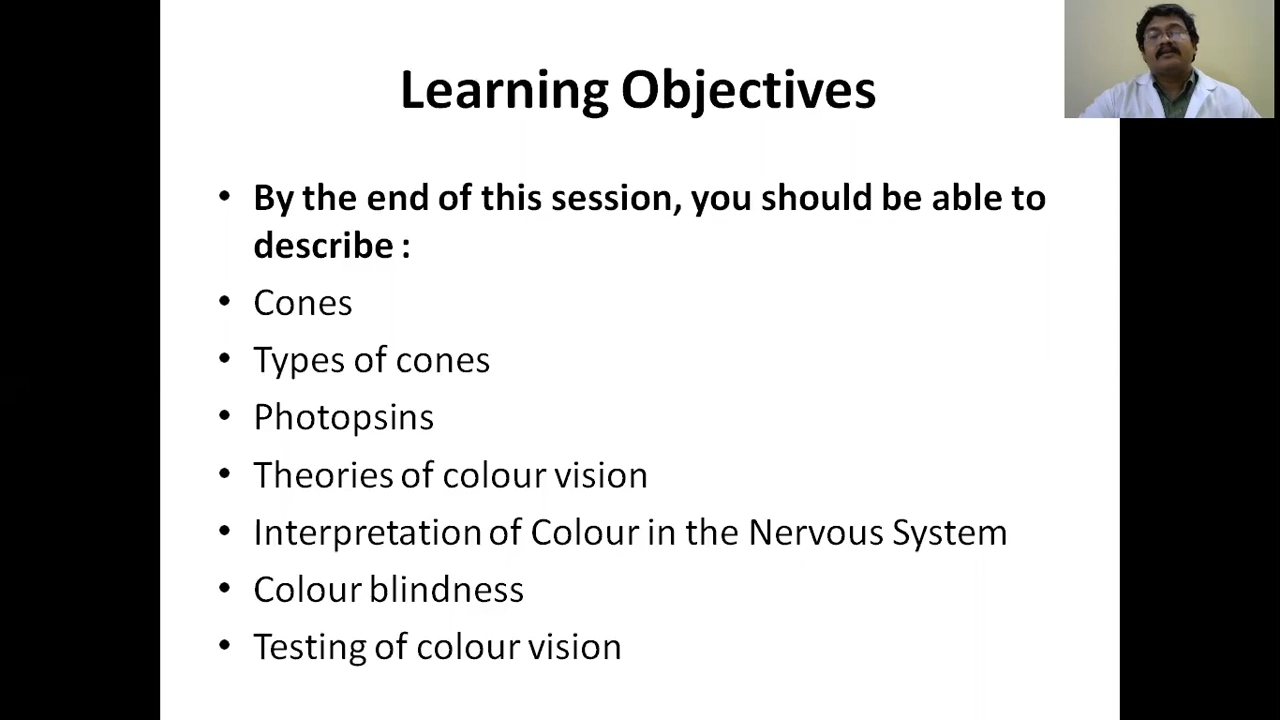 Learning Objectives
• By the end of this session, you should be able to
describe :
• Cones
• Types of cones
• Photopsins
• Theories of colour vision
• Interpretation of Colour in the Nervous System
• Colour blindness
• Testing of colour vision